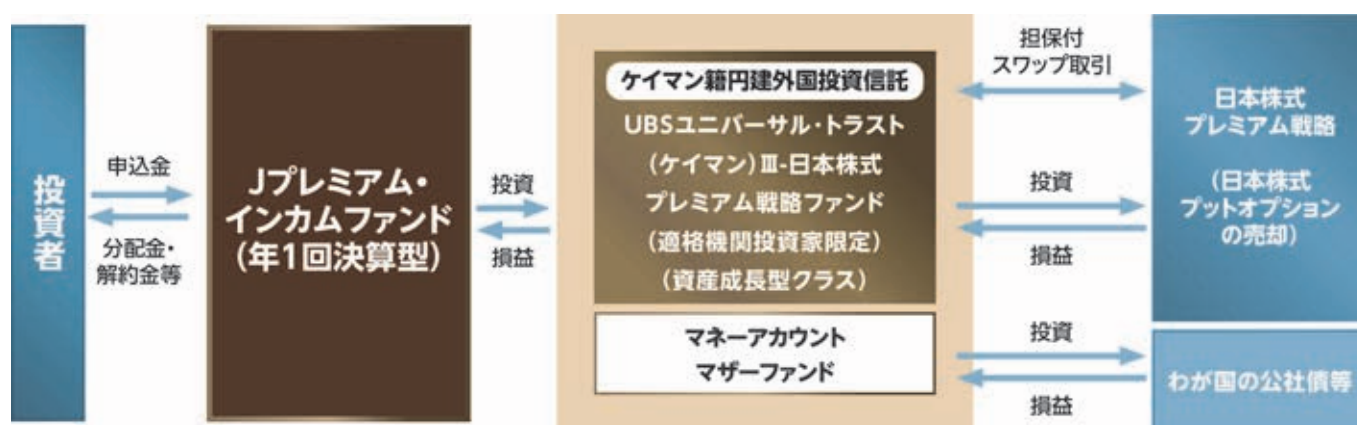 投資者
申込金
分配金・
解約金等
Jプレミアム・
インカムファンド
(年1回決算型)
投資
損益
ケイマン籍円建外国投資信託
UBSユニバーサル・トラスト
(ケイマン)Ⅲ-日本株式
プレミアム戦略ファンド
(適格機関投資家限定)
(資産成長型クラス)
マネーアカウント
マザーファンド
担保付
スワップ取引
投資
損益
投資
損益
日本株式
プレミアム戦略
(日本株式
プットオプション
の売却)
わが国の公社債等